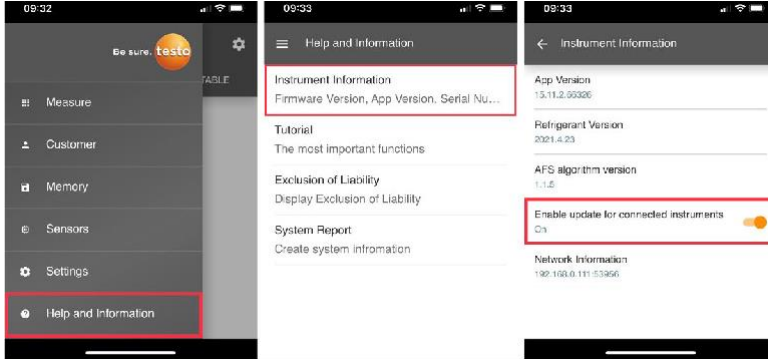 09:32
Be sure. testo
TABLE
Measure
Customer
Memory
Sensors
Settings
Help and Information
09:33
Help and Information
Instrument Information
Firmware Version, App Version, Serial Nu...
Tutorial
The most important functions
Exclusion of Liability
Display Exclusion of Liability
System Report
Create system infromation
09:33
Instrument Information
App Version
15.11.2.66326
Refrigerant Version
2021.4.23
AFS algorithm version
1.1.5
Enable update for connected instruments
On
Network Information
192.168.0.111:53956